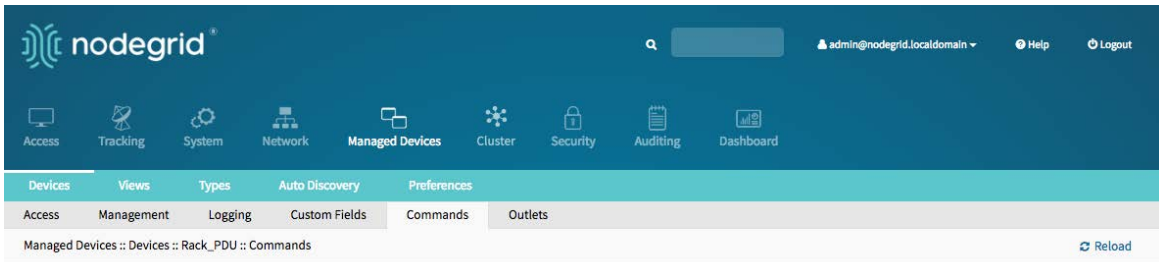 nodegrid®
admin@nodegrid.localdomain Help Logout
Access Tracking System Network Managed Devices Cluster Security Auditing Dashboard
Devices Views Types Auto Discovery Preferences
Access Management Logging Custom Fields Commands Outlets
Managed Devices :: Devices :: Rack_PDU :: Commands Reload